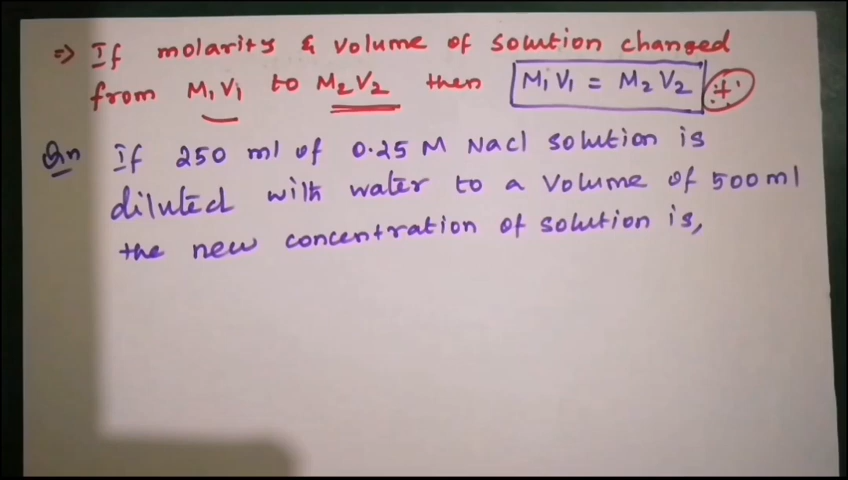 ⇒ If molarity & volume of solution changed
from M₁V₁ to M₂V₂ then M₁V₁ = M₂V₂
Qn If 250 ml of 0.25 M Nacl solution is
diluted with water to a volume of 500 ml
the new concentration of solution is,